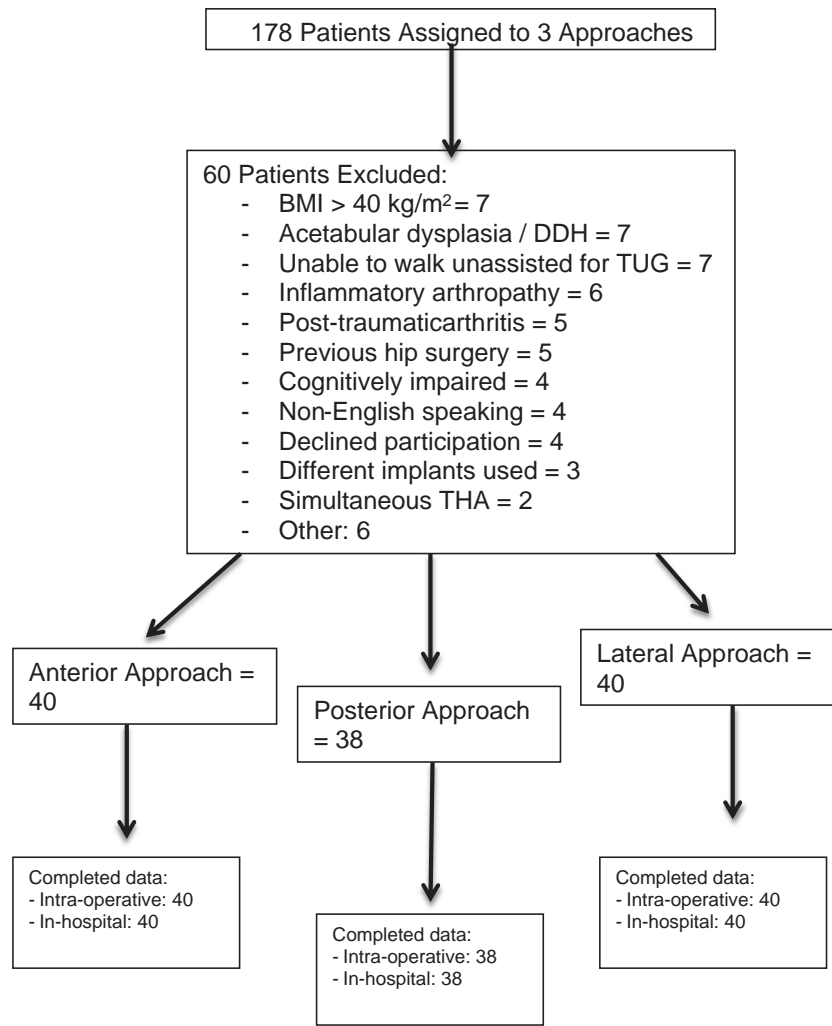 178 Patients Assigned to 3 Approaches
60 Patients Excluded:
- BMI > 40 kg/m² = 7
- Acetabular dysplasia / DDH = 7
- Unable to walk unassisted for TUG = 7
- Inflammatory arthropathy = 6
- Post-traumaticarthritis = 5
- Previous hip surgery = 5
- Cognitively impaired = 4
- Non-English speaking = 4
- Declined participation = 4
- Different implants used = 3
- Simultaneous THA = 2
- Other: 6
Anterior Approach =
40
Posterior Approach
= 38
Lateral Approach =
40
Completed data:
- Intra-operative: 40
- In-hospital: 40
Completed data:
- Intra-operative: 38
- In-hospital: 38
Completed data:
- Intra-operative: 40
- In-hospital: 40